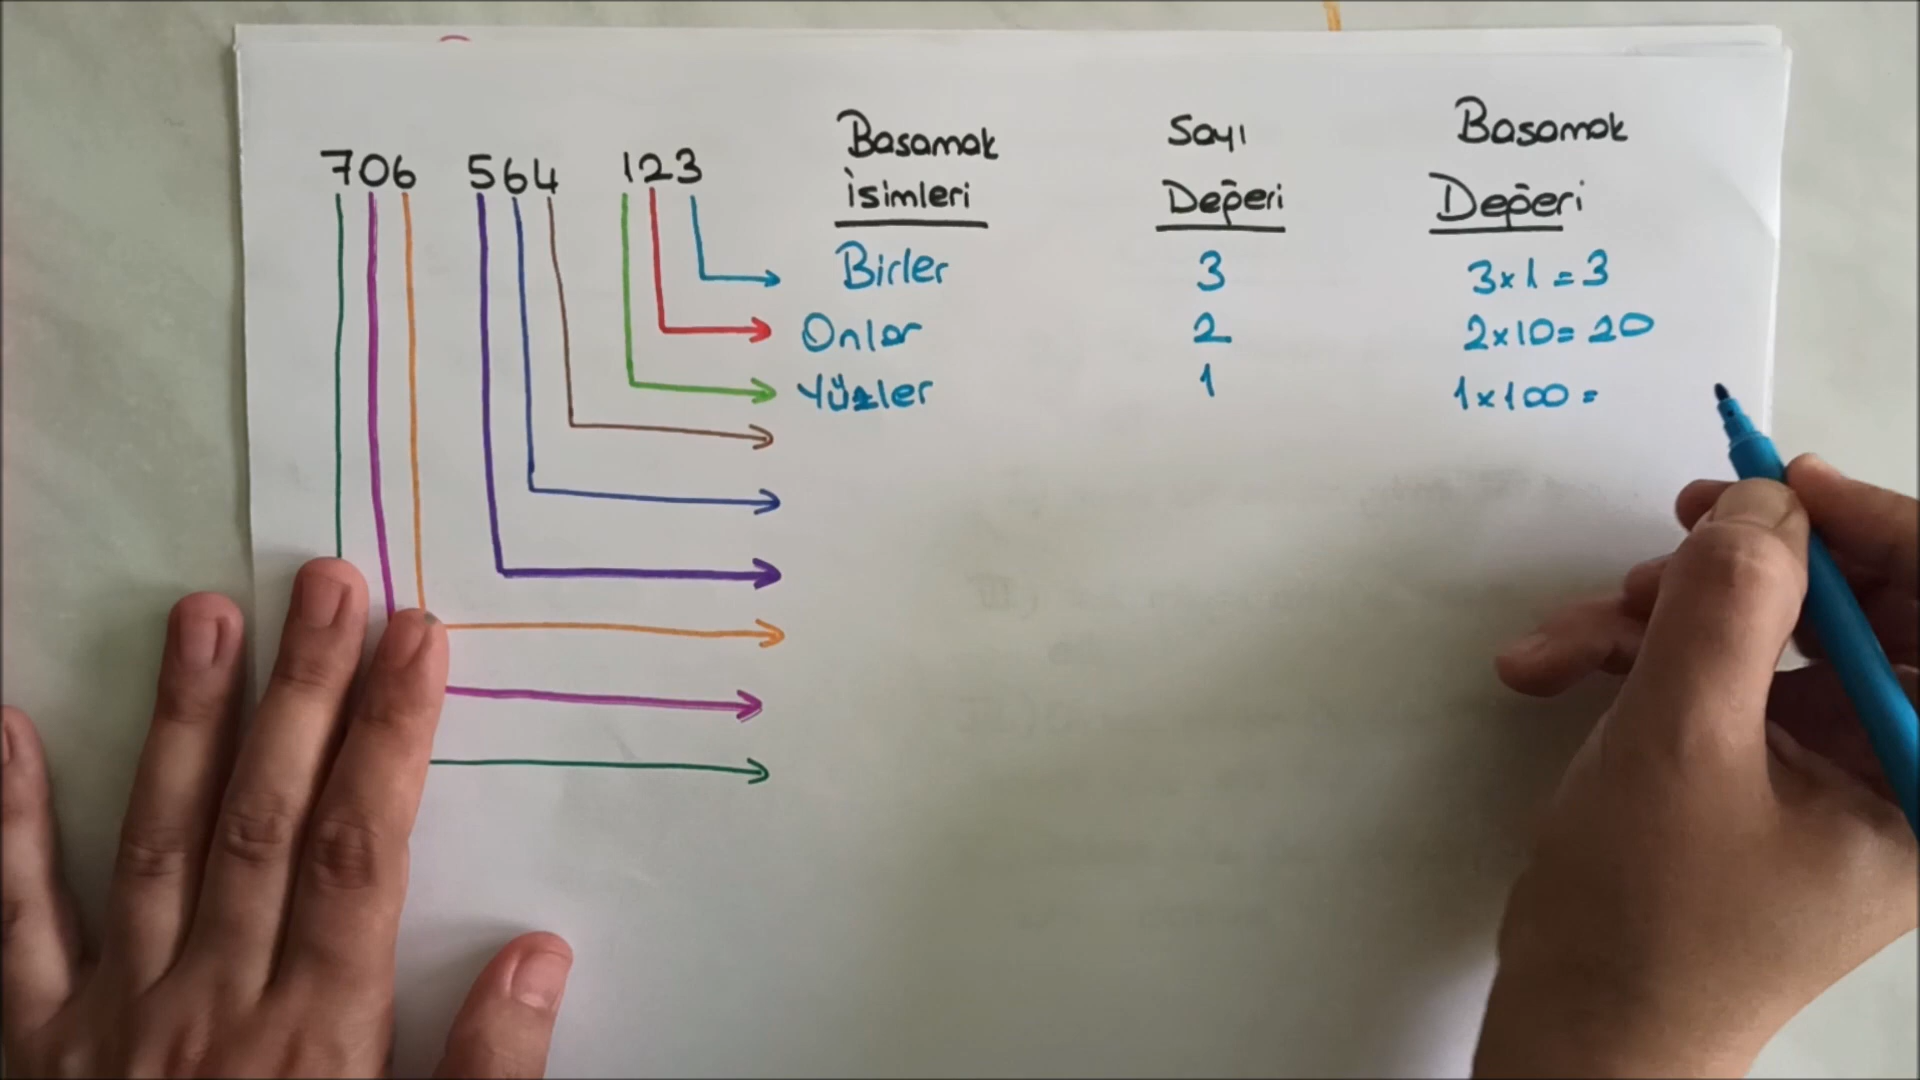 706 564 123
Basamak
İsimleri
Sayı
Değeri
Basamak
Değeri
Birler 3 3x1=3
Onlar 2 2x10=20
Yüzler 1 1x100=